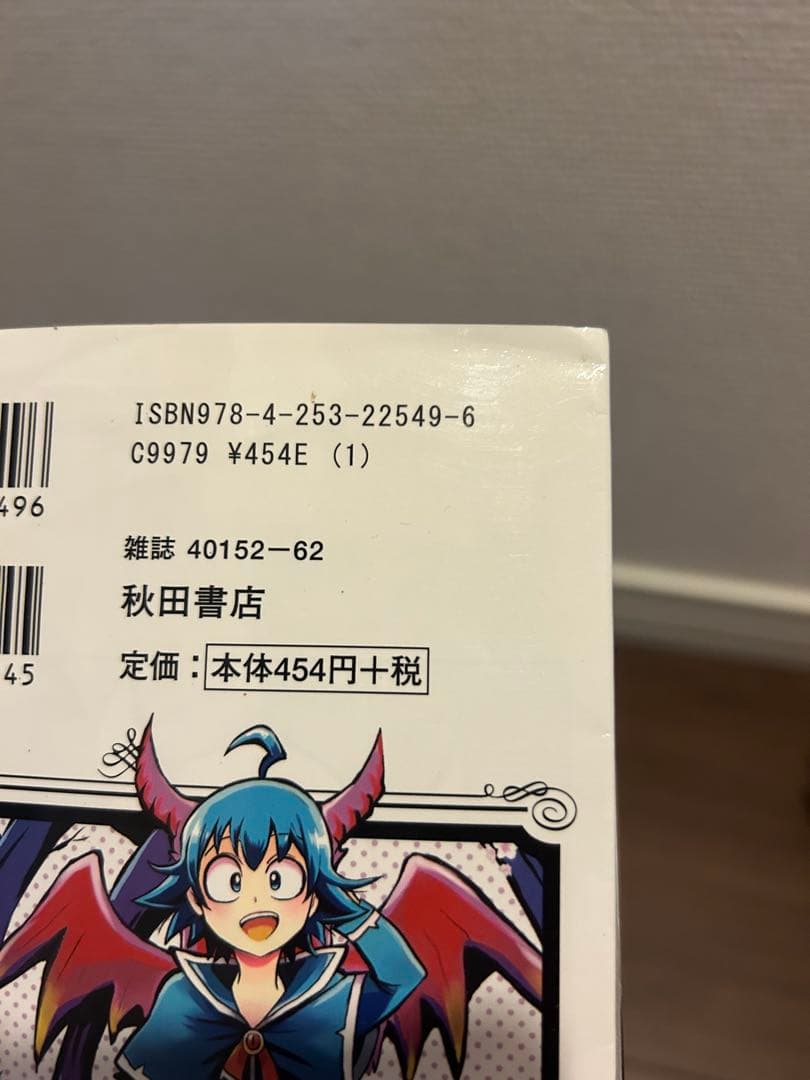 ISBN978-4-253-22549-6
C9979 ¥454E (1)
496
雑誌 40152-62
秋田書店
定価：本体454円+税
45